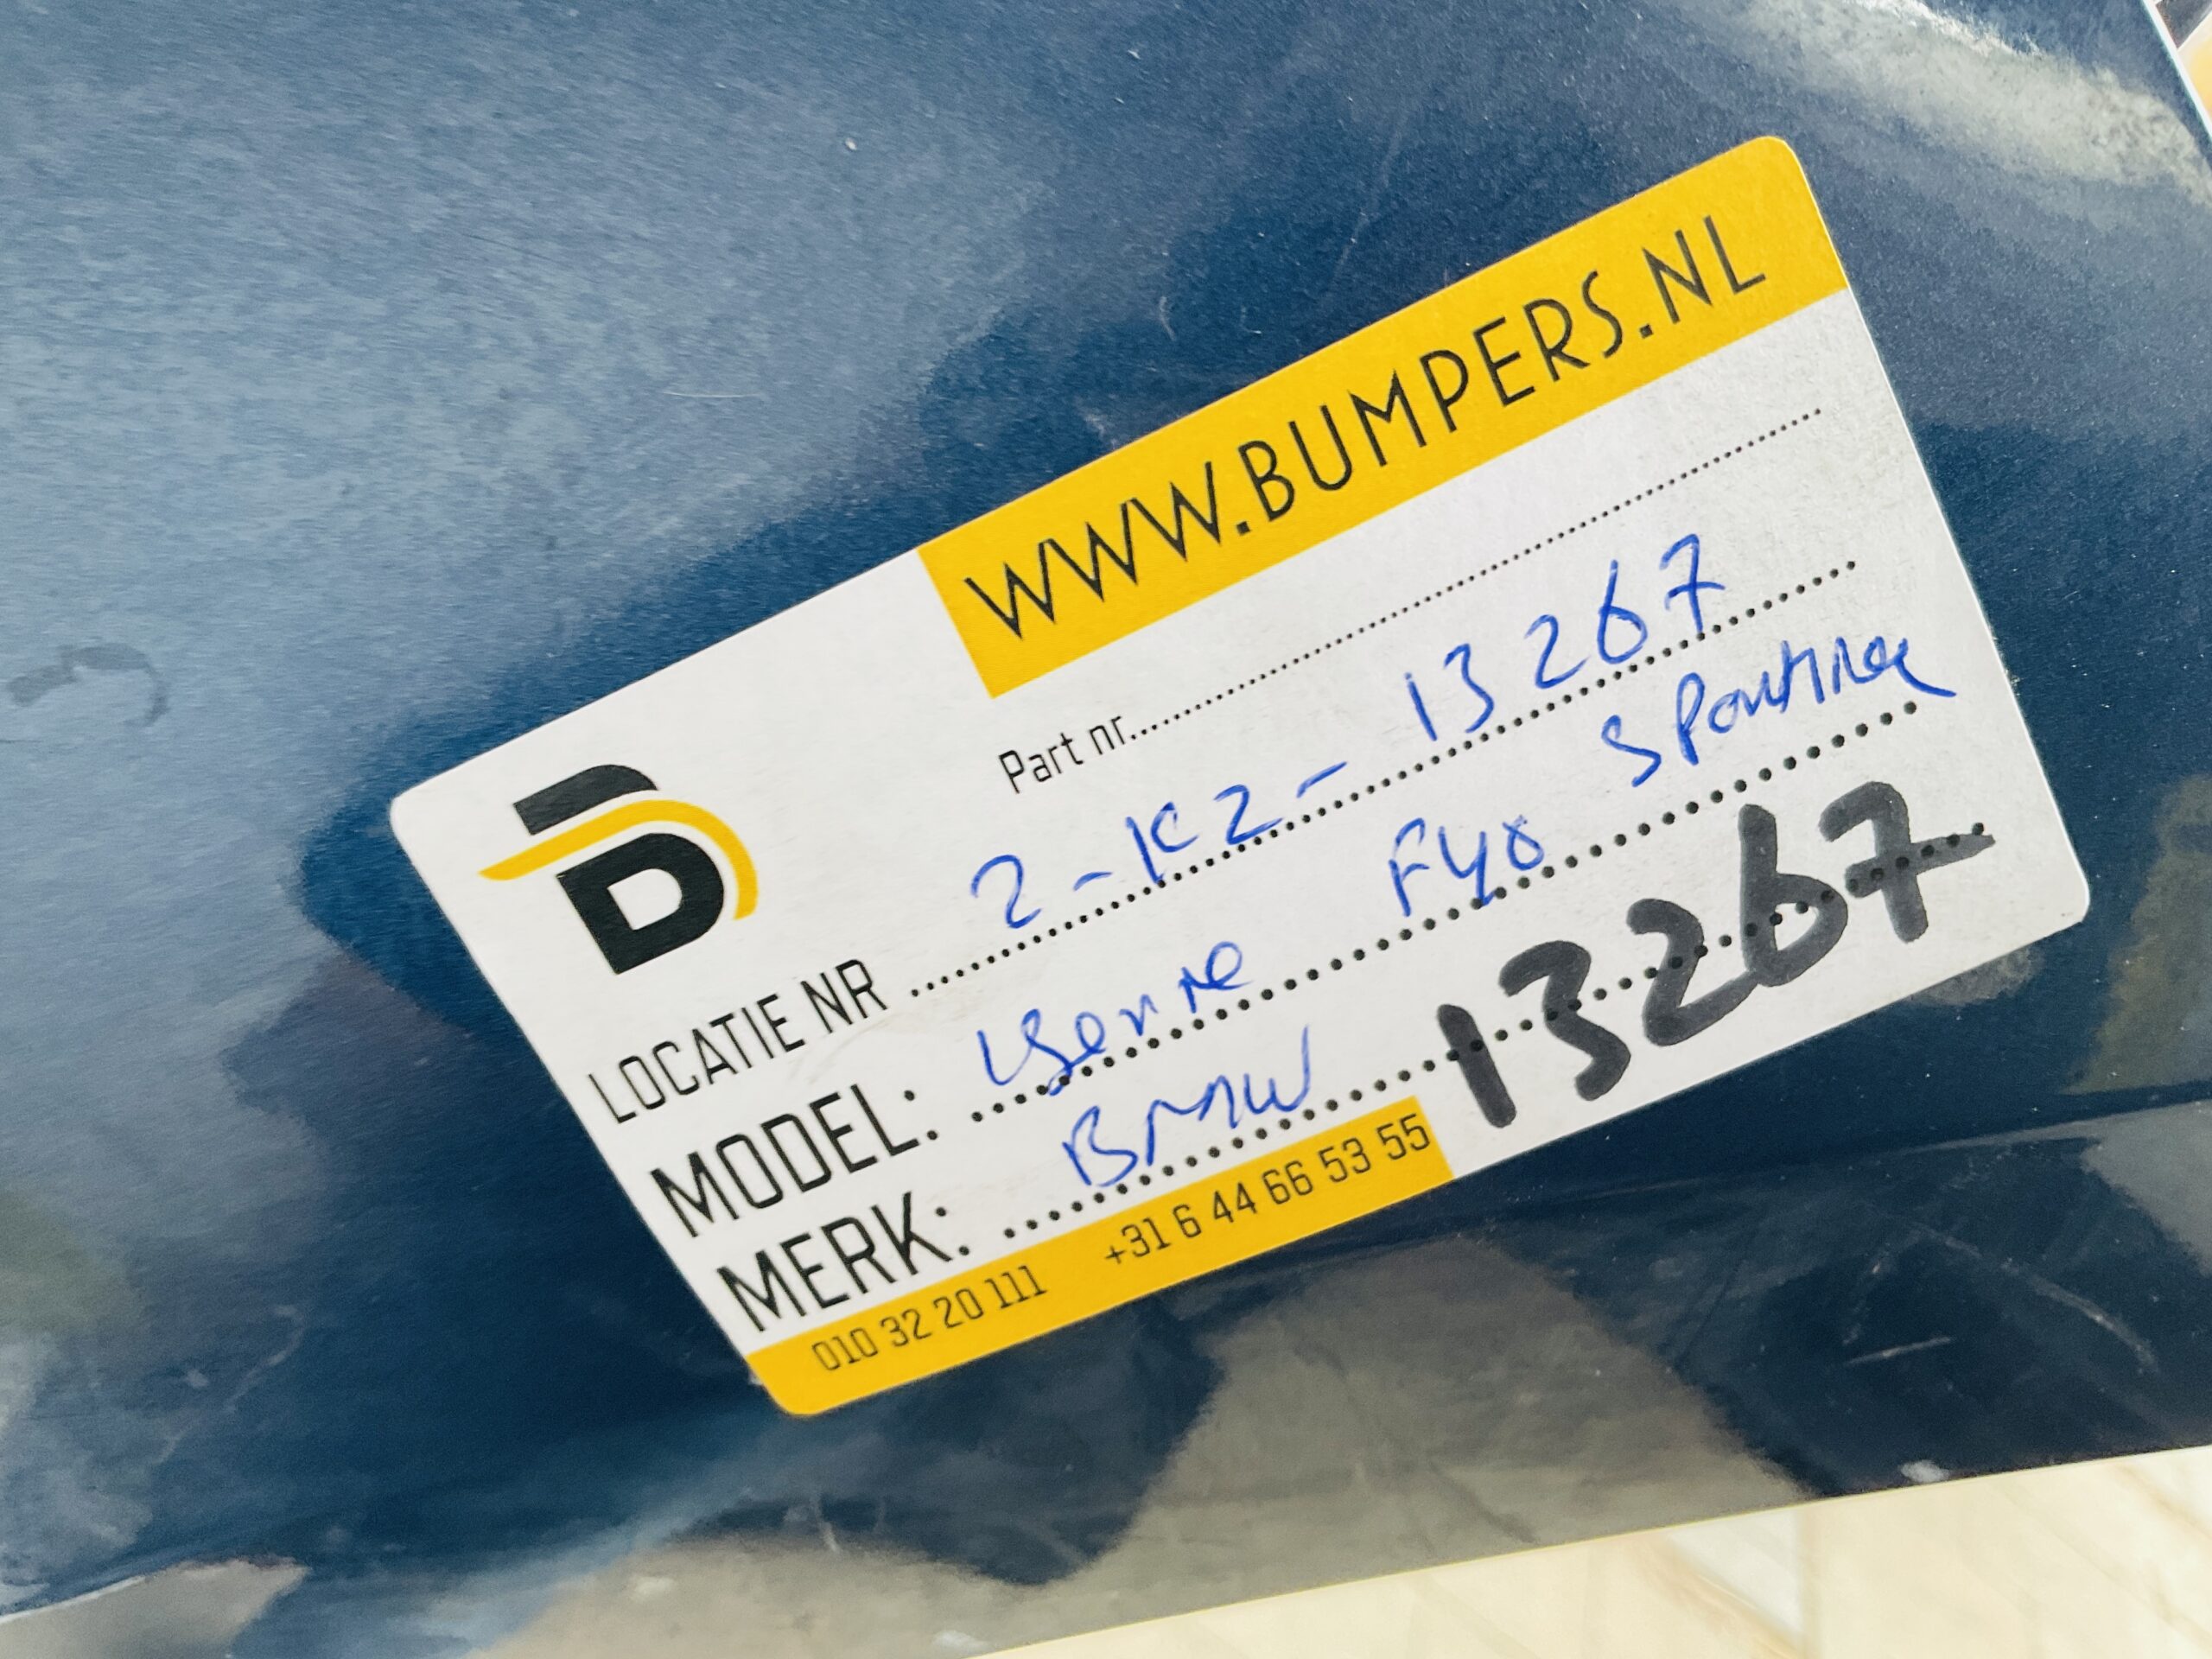 WWW.BUMPERS.NL
Part nr.
LOCATIE NR 2-K2-13267
MODEL: 1Serie F40 Sportline
MERK: BMW 13267
010 32 20 111 +31 6 44 66 53 55